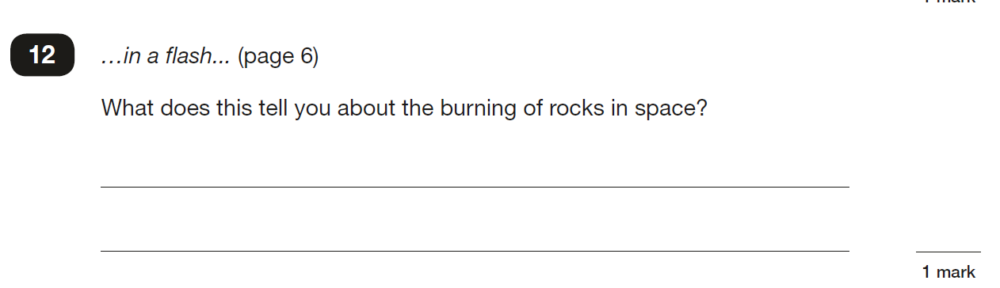 12 …in a flash... (page 6)
What does this tell you about the burning of rocks in space?
1 mark